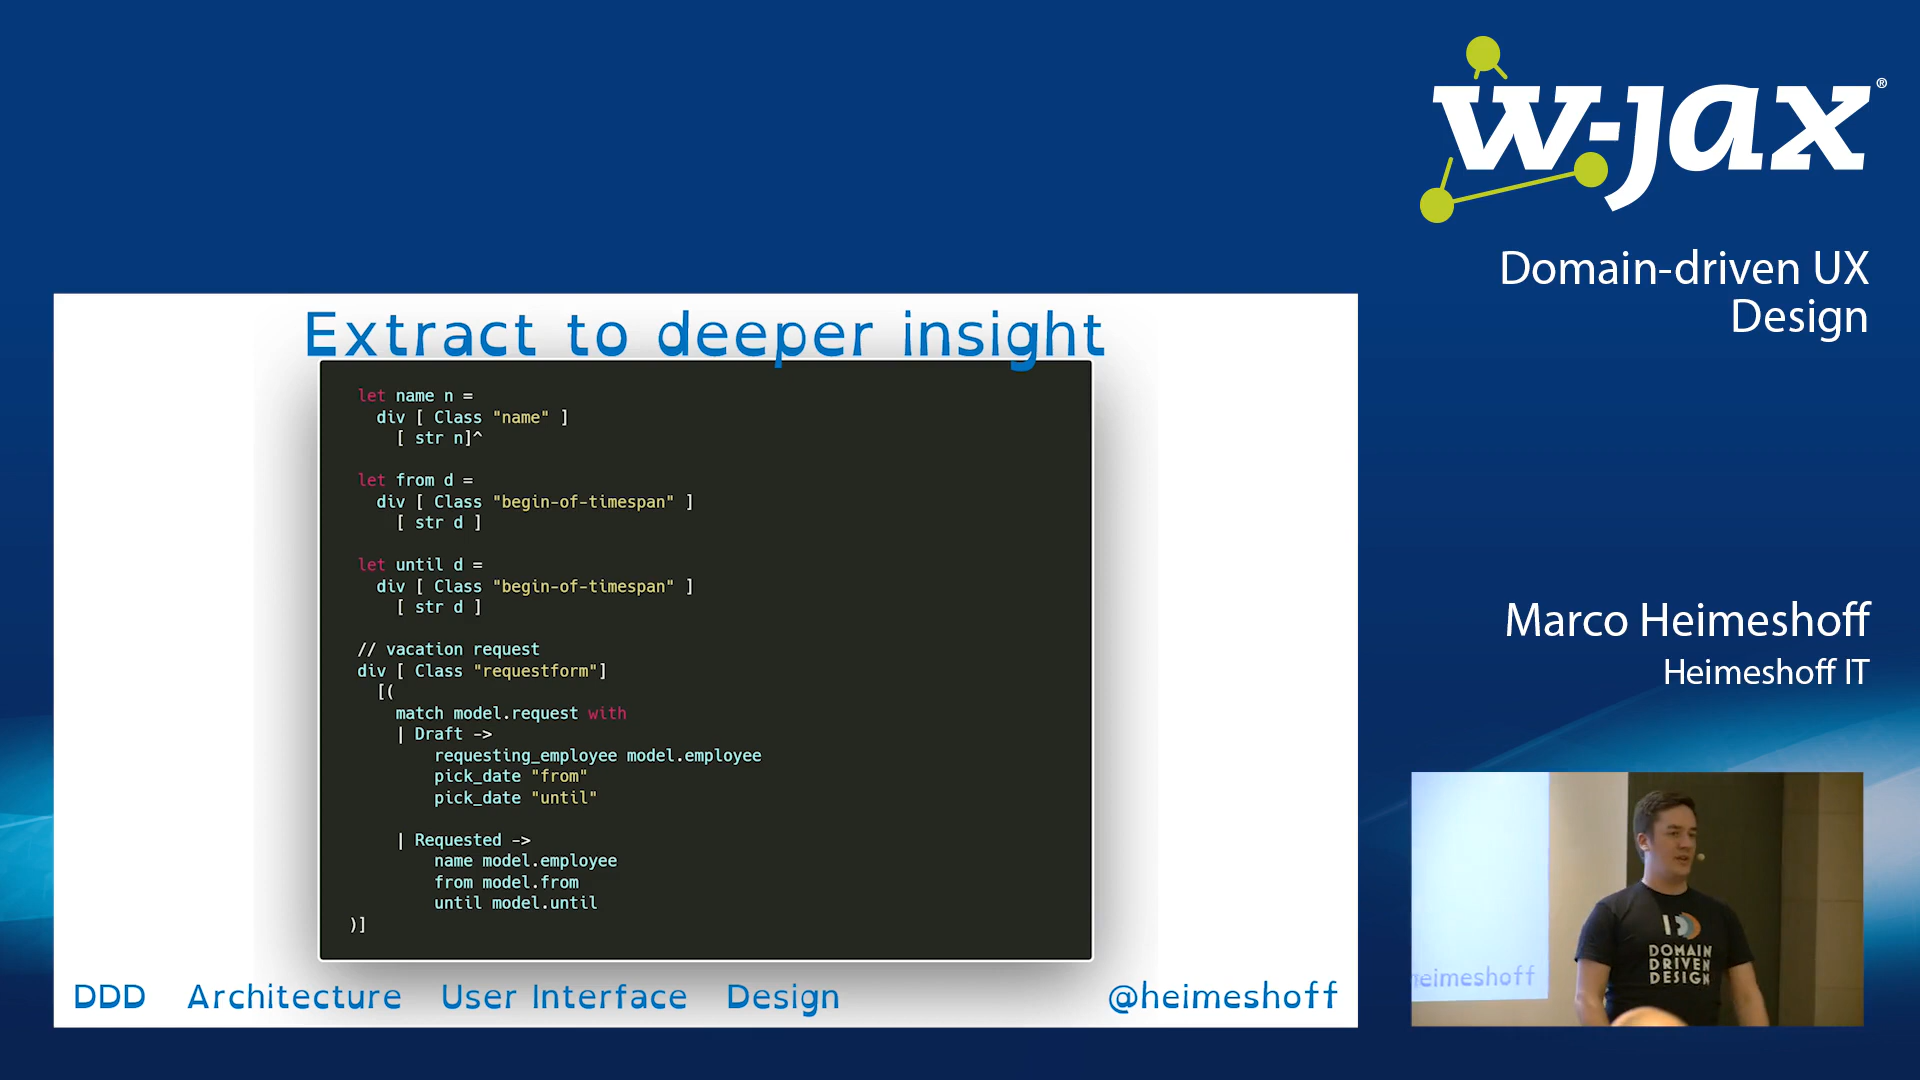 w-jax®
Domain-driven UX
Design
Extract to deeper insight
let name n =
div [ Class "name" ]
[ str n]^
let from d =
div [ Class "begin-of-timespan" ]
[ str d ]
let until d =
div [ Class "begin-of-timespan" ]
[ str d ]
// vacation request
div [ Class "requestform"]
[(
match model.request with
| Draft ->
requesting_employee model.employee
pick_date "from"
pick_date "until"
| Requested ->
name model.employee
from model.from
until model.until
)]
DDD Architecture User Interface Design @heimeshoff
Marco Heimeshoff
Heimeshoff IT
DOMAIN
DRIVEN
DESIGN
heimeshoff